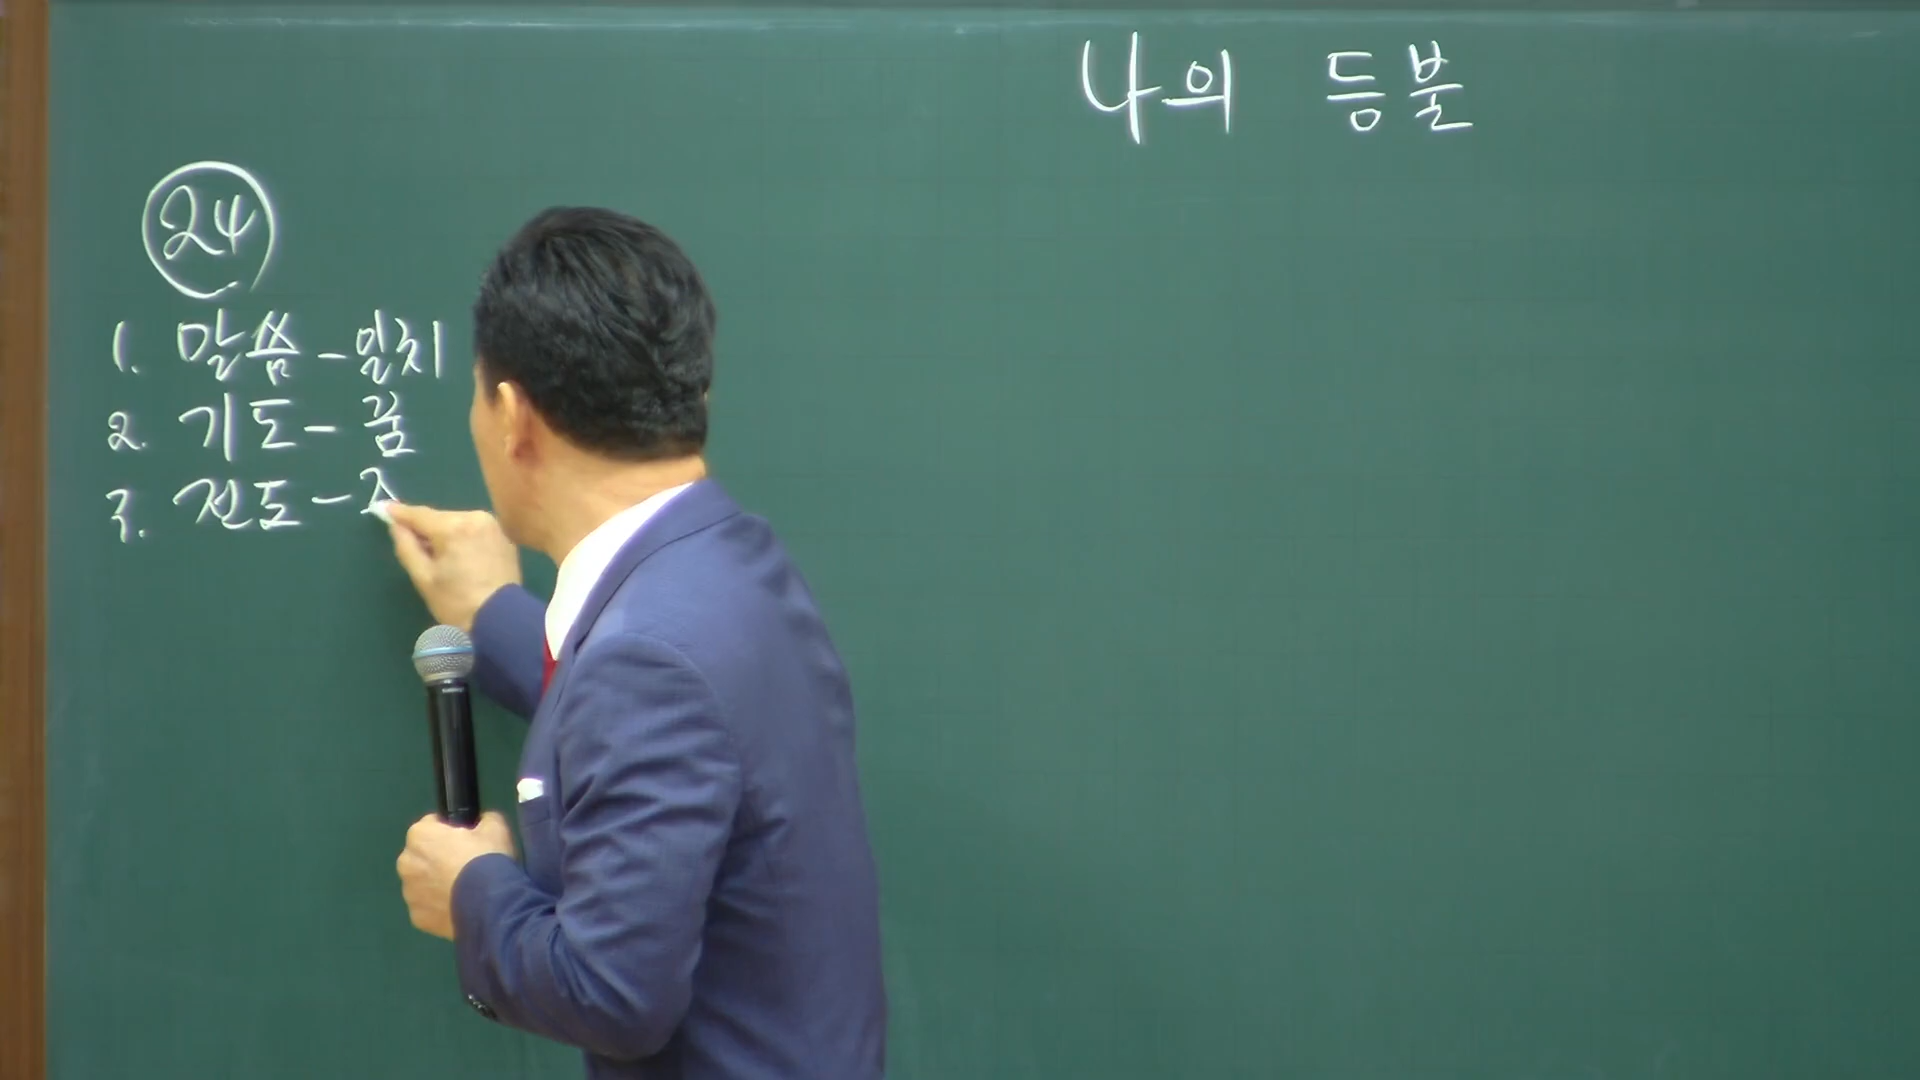 나의 등불
24
1. 말씀 - 일치
2. 기도 - 꿈
3. 전도 -